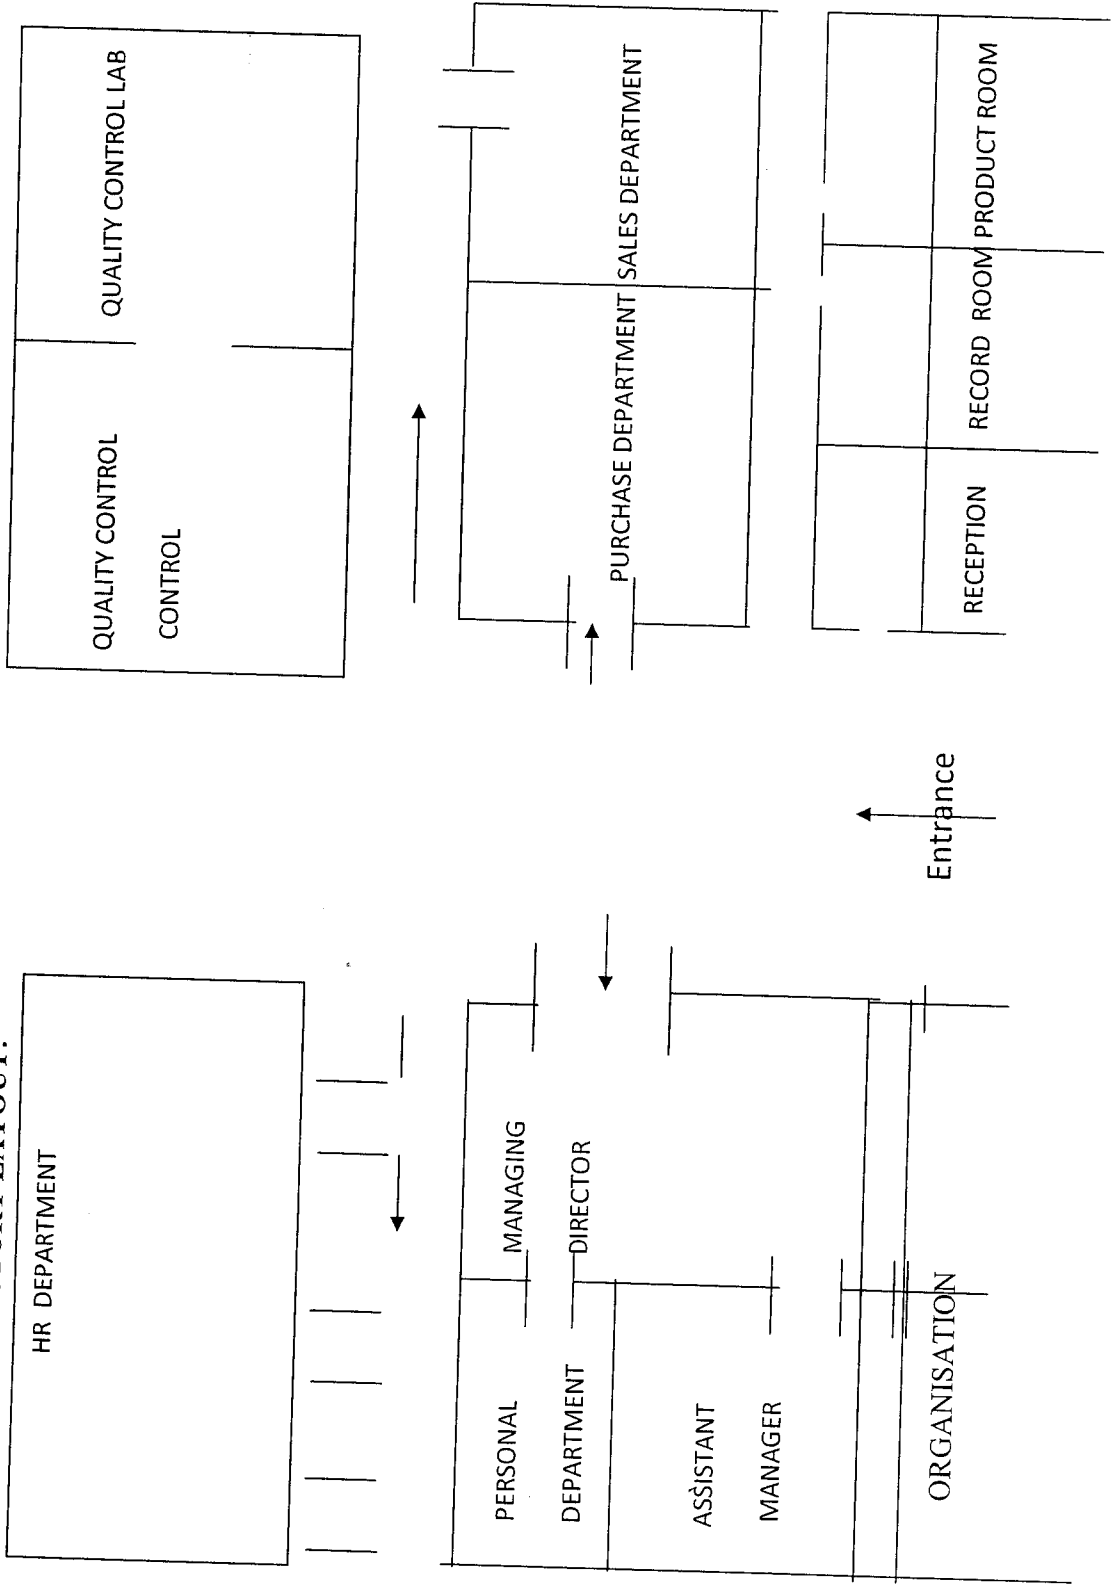 LAYOUT:
HR DEPARTMENT
QUALITY CONTROL
CONTROL
QUALITY CONTROL LAB
PERSONAL
DEPARTMENT
MANAGING
DIRECTOR
PURCHASE DEPARTMENT
SALES DEPARTMENT
ASSISTANT
MANAGER
ORGANISATION
Entrance
RECEPTION
RECORD ROOM
PRODUCT ROOM